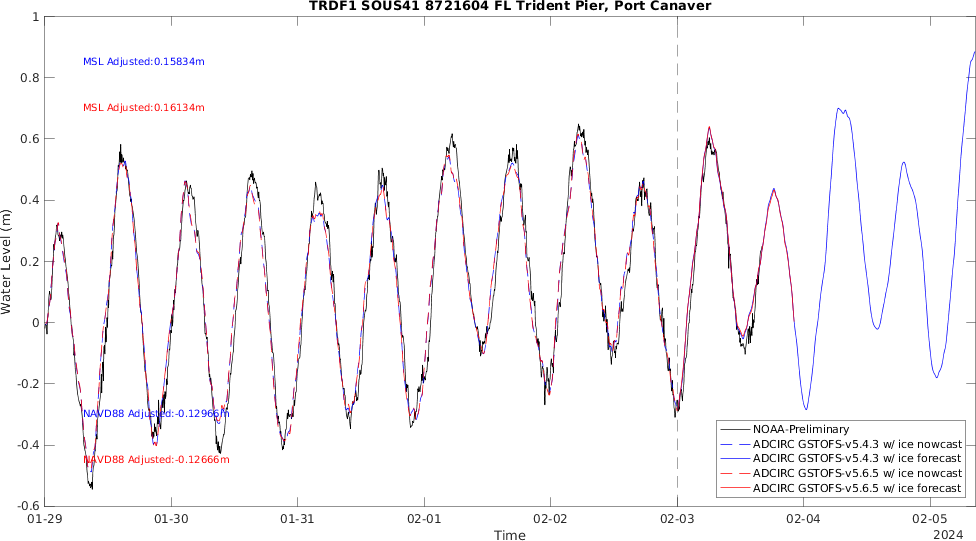 TRDF1 SOUS41 8721604 FL Trident Pier, Port Canaver
1
0.8
0.6
0.4
0.2
0
-0.2
-0.4
-0.6
Water Level (m)
MSL Adjusted:0.15834m
MSL Adjusted:0.16134m
NAVD88 Adjusted:-0.12966m
NAVD88 Adjusted:-0.12666m
NOAA-Preliminary
ADCIRC GSTOFS-v5.4.3 w/ ice nowcast
ADCIRC GSTOFS-v5.4.3 w/ ice forecast
ADCIRC GSTOFS-v5.6.5 w/ ice nowcast
ADCIRC GSTOFS-v5.6.5 w/ ice forecast
01-29 01-30 01-31 02-01 02-02 02-03 02-04 02-05
Time
2024